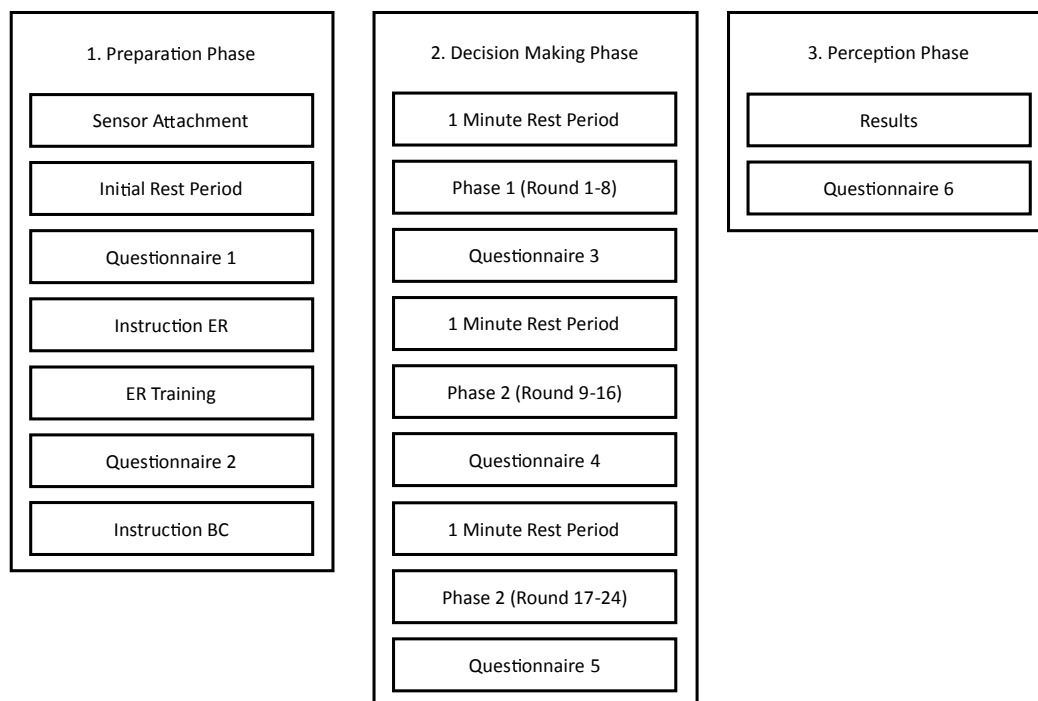 1. Preparation Phase
Sensor Attachment
Initial Rest Period
Questionnaire 1
Instruction ER
ER Training
Questionnaire 2
Instruction BC
2. Decision Making Phase
1 Minute Rest Period
Phase 1 (Round 1-8)
Questionnaire 3
1 Minute Rest Period
Phase 2 (Round 9-16)
Questionnaire 4
1 Minute Rest Period
Phase 2 (Round 17-24)
Questionnaire 5
3. Perception Phase
Results
Questionnaire 6